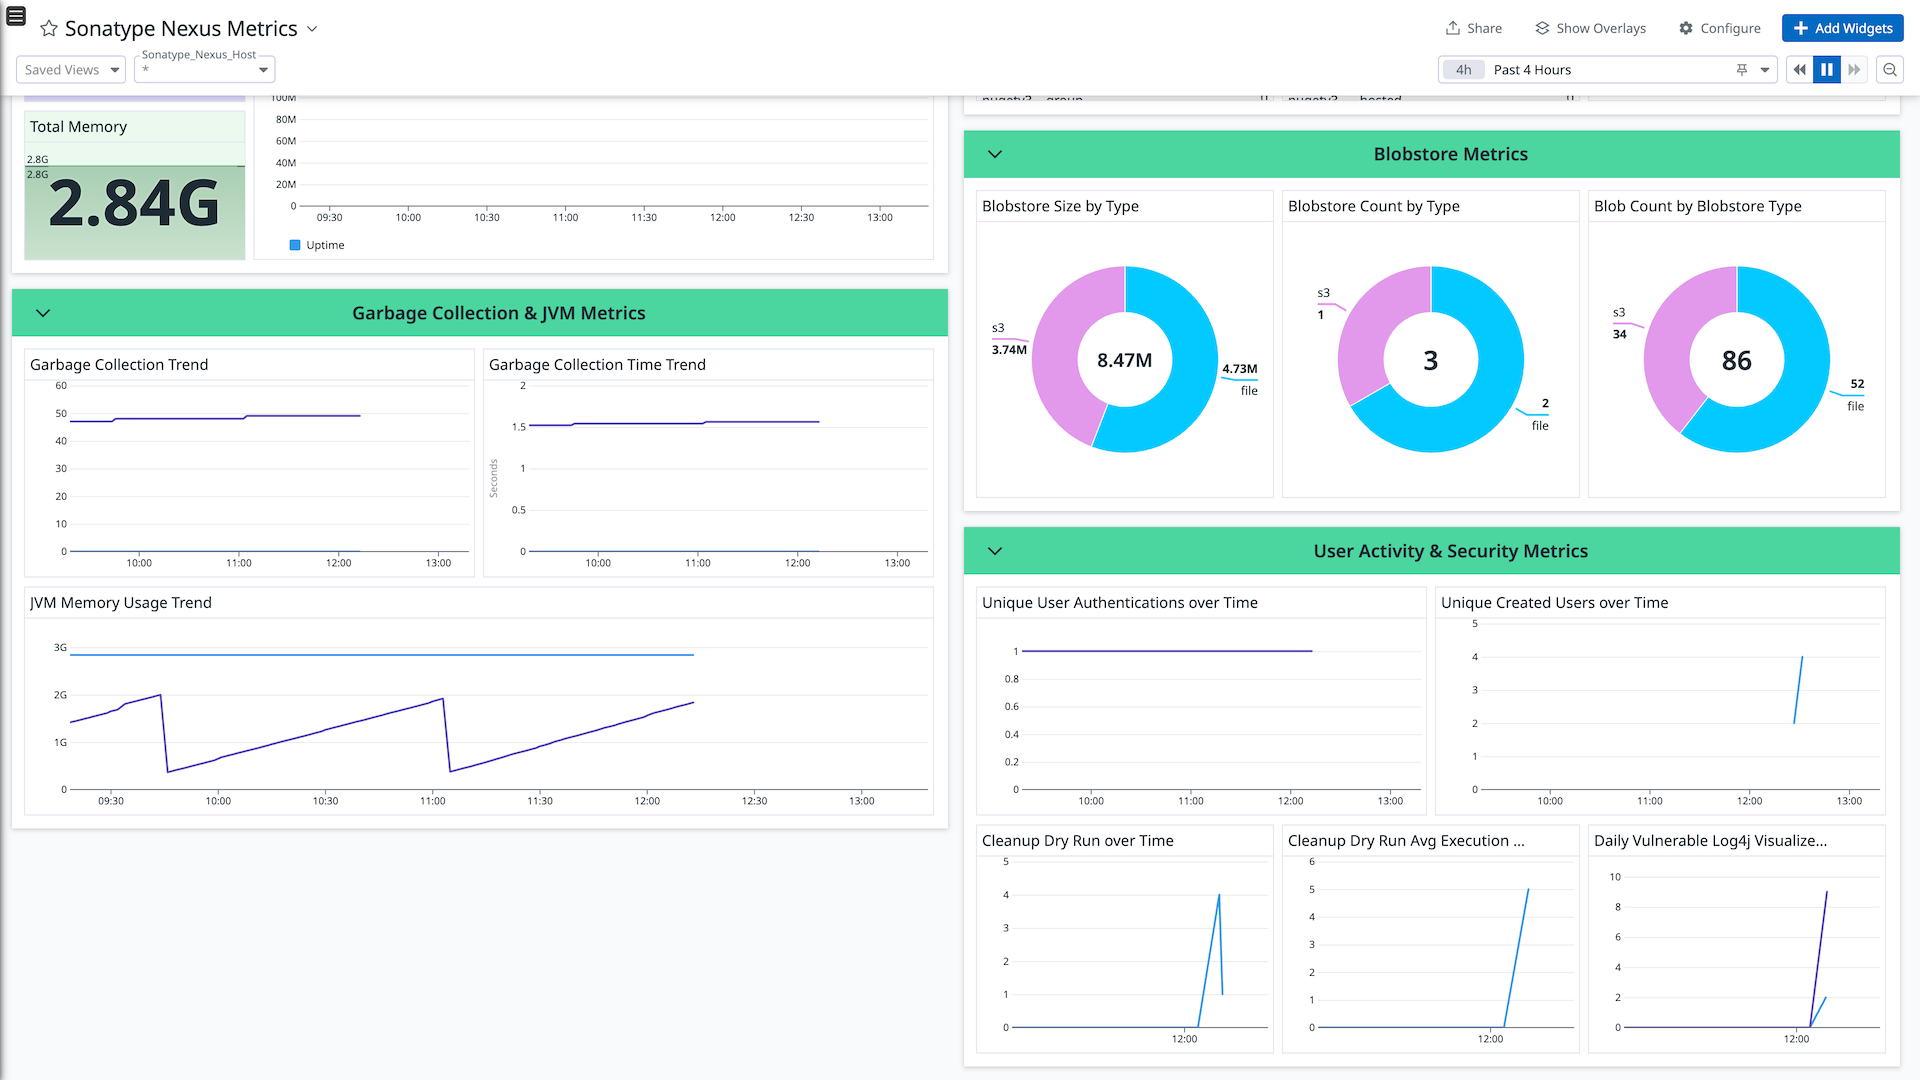 Sonatype Nexus Metrics
Share
Show Overlays
Configure
Add Widgets
Saved Views
Sonatype_Nexus_Host
*
4h Past 4 Hours
Total Memory
2.8G
2.8G
2.84G
100M
80M
60M
40M
20M
0
09:30 10:00 10:30 11:00 11:30 12:00 12:30 13:00
Uptime
Garbage Collection & JVM Metrics
Garbage Collection Trend
60
50
40
30
20
10
0
10:00 11:00 12:00 13:00
Garbage Collection Time Trend
Seconds
2
1.5
1
0.5
0
10:00 11:00 12:00 13:00
JVM Memory Usage Trend
3G
2G
1G
0
09:30 10:00 10:30 11:00 11:30 12:00 12:30 13:00
nugetv3 group 0
nugetv3 hosted 0
Blobstore Metrics
Blobstore Size by Type
s3
3.74M
8.47M
4.73M
file
Blobstore Count by Type
s3
1
3
2
file
Blob Count by Blobstore Type
s3
34
86
52
file
User Activity & Security Metrics
Unique User Authentications over Time
1
0.8
0.6
0.4
0.2
0
10:00 11:00 12:00 13:00
Unique Created Users over Time
5
4
3
2
1
0
10:00 11:00 12:00 13:00
Cleanup Dry Run over Time
5
4
3
2
1
0
12:00
Cleanup Dry Run Avg Execution ...
6
5
4
3
2
1
0
12:00
Daily Vulnerable Log4j Visualize...
10
8
6
4
2
0
12:00